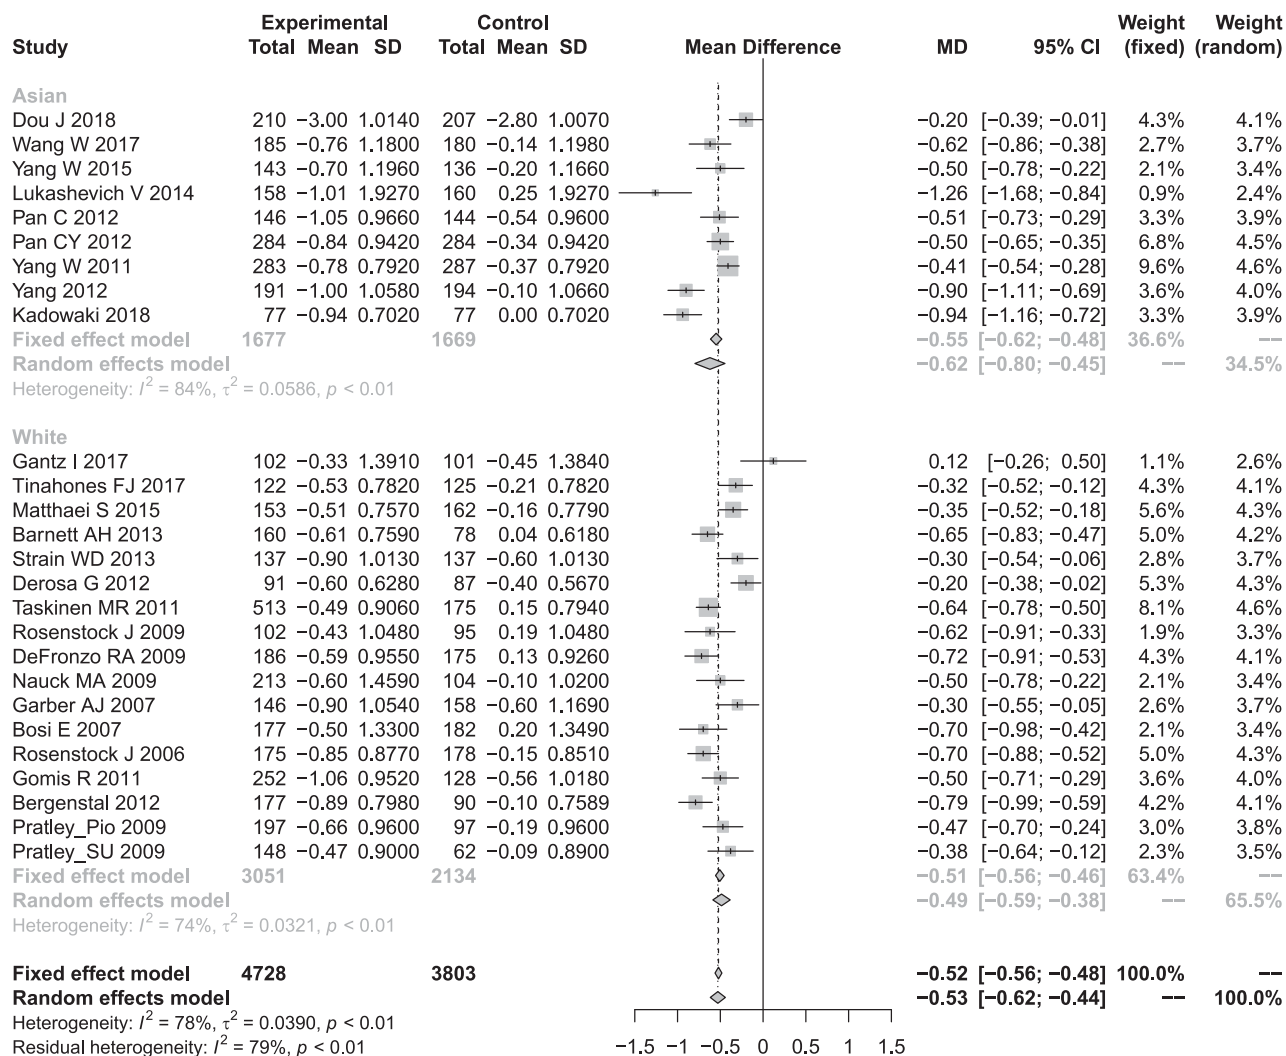 Experimental Control Weight Weight
Study Total Mean SD Total Mean SD Mean Difference MD 95% CI (fixed) (random)
Asian
Dou J 2018 210 −3.00 1.0140 207 −2.80 1.0070 −0.20 [−0.39; −0.01] 4.3% 4.1%
Wang W 2017 185 −0.76 1.1800 180 −0.14 1.1980 −0.62 [−0.86; −0.38] 2.7% 3.7%
Yang W 2015 143 −0.70 1.1960 136 −0.20 1.1660 −0.50 [−0.78; −0.22] 2.1% 3.4%
Lukashevich V 2014 158 −1.01 1.9270 160 0.25 1.9270 −1.26 [−1.68; −0.84] 0.9% 2.4%
Pan C 2012 146 −1.05 0.9660 144 −0.54 0.9600 −0.51 [−0.73; −0.29] 3.3% 3.9%
Pan CY 2012 284 −0.84 0.9420 284 −0.34 0.9420 −0.50 [−0.65; −0.35] 6.8% 4.5%
Yang W 2011 283 −0.78 0.7920 287 −0.37 0.7920 −0.41 [−0.54; −0.28] 9.6% 4.6%
Yang 2012 191 −1.00 1.0580 194 −0.10 1.0660 −0.90 [−1.11; −0.69] 3.6% 4.0%
Kadowaki 2018 77 −0.94 0.7020 77 0.00 0.7020 −0.94 [−1.16; −0.72] 3.3% 3.9%
Fixed effect model 1677 1669 −0.55 [−0.62; −0.48] 36.6% −−
Random effects model −0.62 [−0.80; −0.45] −− 34.5%
Heterogeneity: I² = 84%, τ² = 0.0586, p < 0.01
White
Gantz I 2017 102 −0.33 1.3910 101 −0.45 1.3840 0.12 [−0.26; 0.50] 1.1% 2.6%
Tinahones FJ 2017 122 −0.53 0.7820 125 −0.21 0.7820 −0.32 [−0.52; −0.12] 4.3% 4.1%
Matthaei S 2015 153 −0.51 0.7570 162 −0.16 0.7790 −0.35 [−0.52; −0.18] 5.6% 4.3%
Barnett AH 2013 160 −0.61 0.7590 78 0.04 0.6180 −0.65 [−0.83; −0.47] 5.0% 4.2%
Strain WD 2013 137 −0.90 1.0130 137 −0.60 1.0130 −0.30 [−0.54; −0.06] 2.8% 3.7%
Derosa G 2012 91 −0.60 0.6280 87 −0.40 0.5670 −0.20 [−0.38; −0.02] 5.3% 4.3%
Taskinen MR 2011 513 −0.49 0.9060 175 0.15 0.7940 −0.64 [−0.78; −0.50] 8.1% 4.6%
Rosenstock J 2009 102 −0.43 1.0480 95 0.19 1.0480 −0.62 [−0.91; −0.33] 1.9% 3.3%
DeFronzo RA 2009 186 −0.59 0.9550 175 0.13 0.9260 −0.72 [−0.91; −0.53] 4.3% 4.1%
Nauck MA 2009 213 −0.60 1.4590 104 −0.10 1.0200 −0.50 [−0.78; −0.22] 2.1% 3.4%
Garber AJ 2007 146 −0.90 1.0540 158 −0.60 1.1690 −0.30 [−0.55; −0.05] 2.6% 3.7%
Bosi E 2007 177 −0.50 1.3300 182 0.20 1.3490 −0.70 [−0.98; −0.42] 2.1% 3.4%
Rosenstock J 2006 175 −0.85 0.8770 178 −0.15 0.8510 −0.70 [−0.88; −0.52] 5.0% 4.3%
Gomis R 2011 252 −1.06 0.9520 128 −0.56 1.0180 −0.50 [−0.71; −0.29] 3.6% 4.0%
Bergenstal 2012 177 −0.89 0.7980 90 −0.10 0.7589 −0.79 [−0.99; −0.59] 4.2% 4.1%
Pratley_Pio 2009 197 −0.66 0.9600 97 −0.19 0.9600 −0.47 [−0.70; −0.24] 3.0% 3.8%
Pratley_SU 2009 148 −0.47 0.9000 62 −0.09 0.8900 −0.38 [−0.64; −0.12] 2.3% 3.5%
Fixed effect model 3051 2134 −0.51 [−0.56; −0.46] 63.4% −−
Random effects model −0.49 [−0.59; −0.38] −− 65.5%
Heterogeneity: I² = 74%, τ² = 0.0321, p < 0.01
Fixed effect model 4728 3803 −0.52 [−0.56; −0.48] 100.0% −−
Random effects model −0.53 [−0.62; −0.44] −− 100.0%
Heterogeneity: I² = 78%, τ² = 0.0390, p < 0.01
Residual heterogeneity: I² = 79%, p < 0.01 −1.5 −1 −0.5 0 0.5 1 1.5